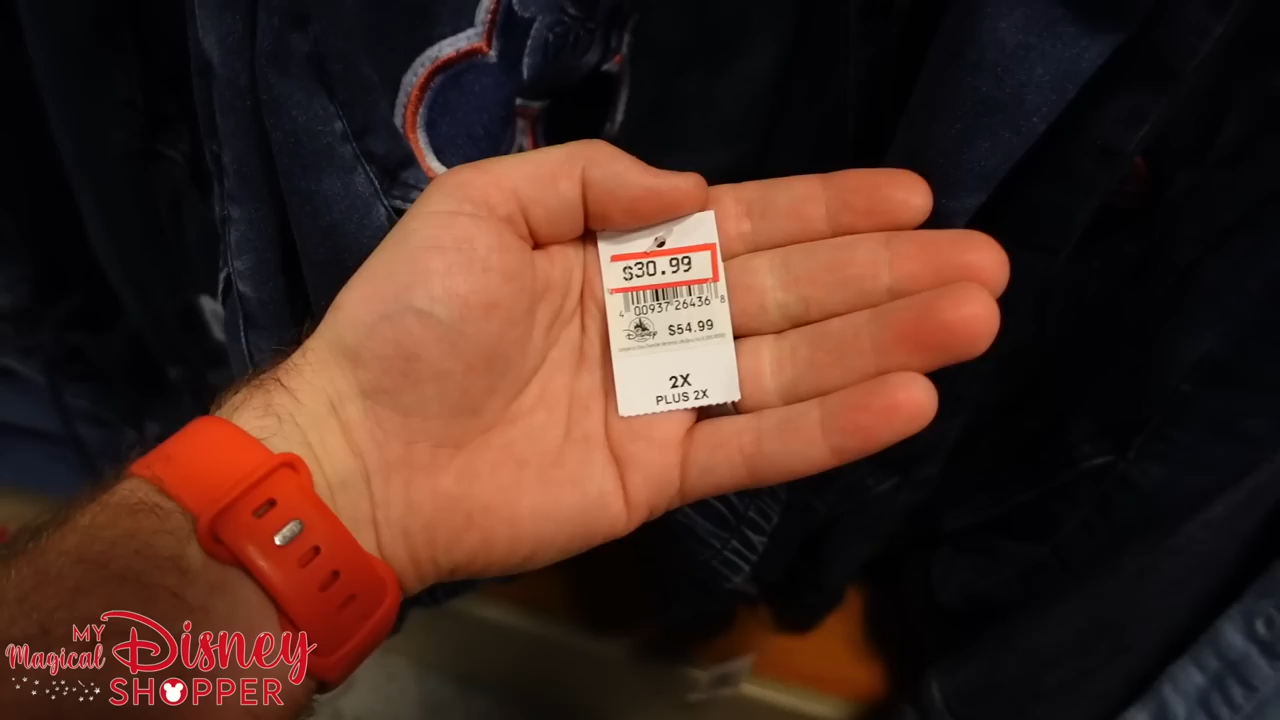 $30.99
4 00937 26436 8
Disney $54.99
2X
PLUS 2X
MY
Magical Disney
SHOPPER